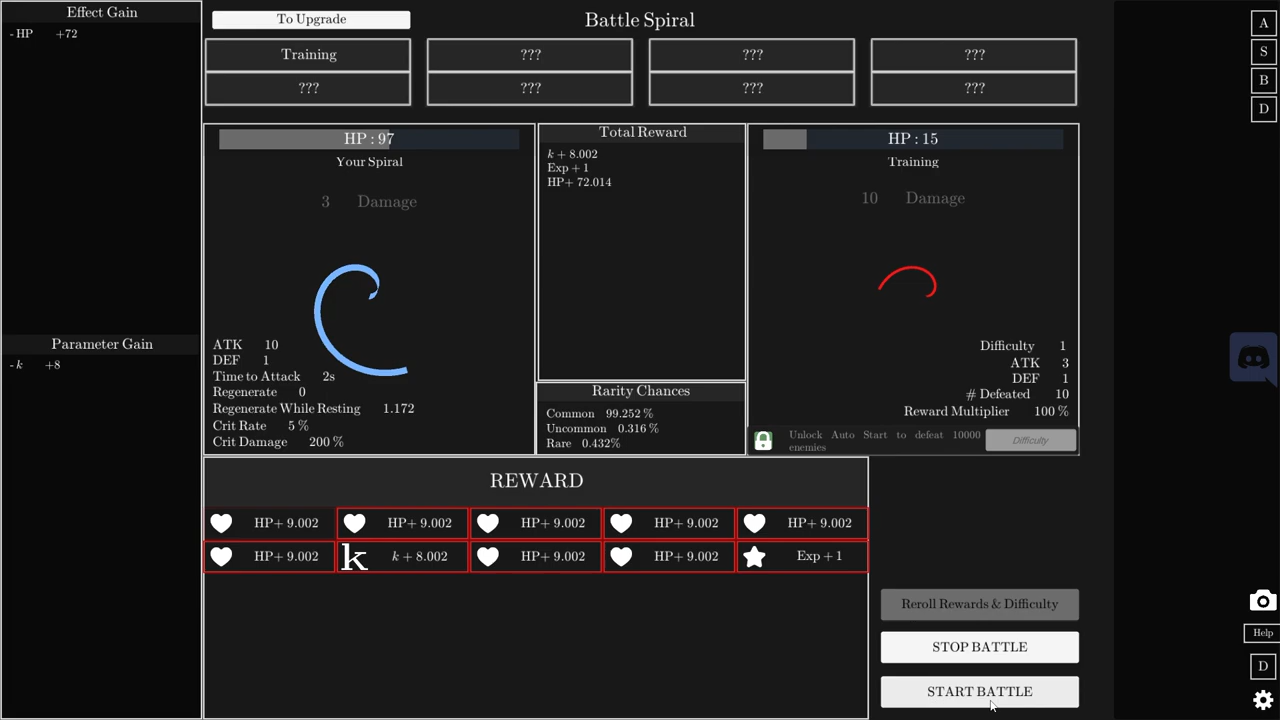 Effect Gain
- HP +72
Parameter Gain
- k +8
To Upgrade
Battle Spiral
Training ??? ??? ???
??? ??? ??? ???
HP : 97
Your Spiral
3 Damage
ATK 10
DEF 1
Time to Attack 2s
Regenerate 0
Regenerate While Resting 1.172
Crit Rate 5 %
Crit Damage 200 %
Total Reward
k + 8.002
Exp + 1
HP+ 72.014
Rarity Chances
Common 99.252 %
Uncommon 0.316 %
Rare 0.432%
HP : 15
Training
10 Damage
Difficulty 1
ATK 3
DEF 1
# Defeated 10
Reward Multiplier 100 %
Unlock Auto Start to defeat 10000
enemies
Difficulty
REWARD
HP+ 9.002 HP+ 9.002 HP+ 9.002 HP+ 9.002 HP+ 9.002
HP+ 9.002 k k + 8.002 HP+ 9.002 HP+ 9.002 Exp + 1
Reroll Rewards & Difficulty
STOP BATTLE
START BATTLE
A
S
B
D
Help
D